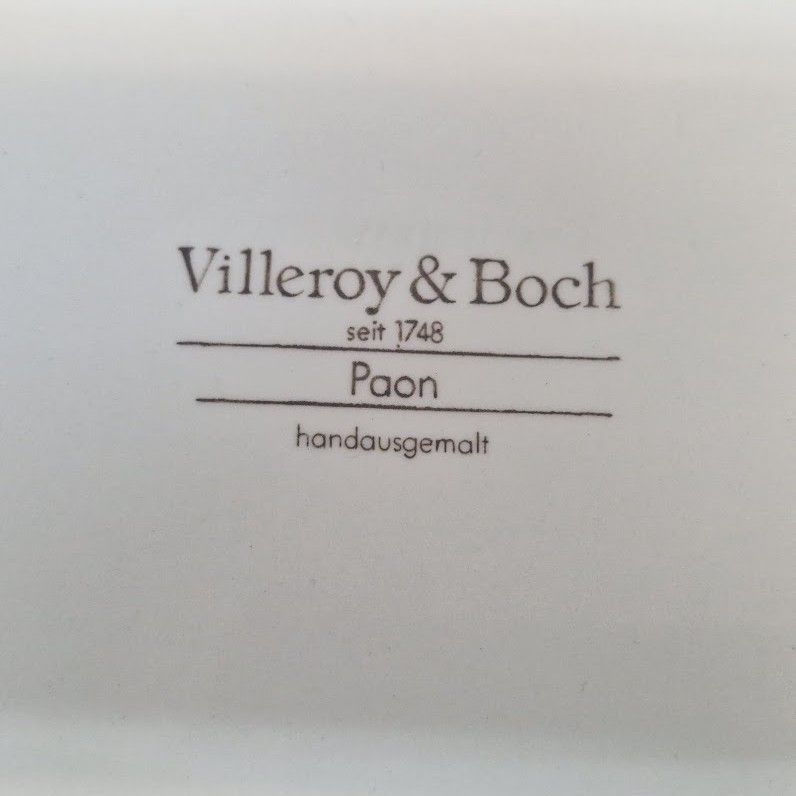 Villeroy & Boch
seit 1748
Paon
handausgemalt